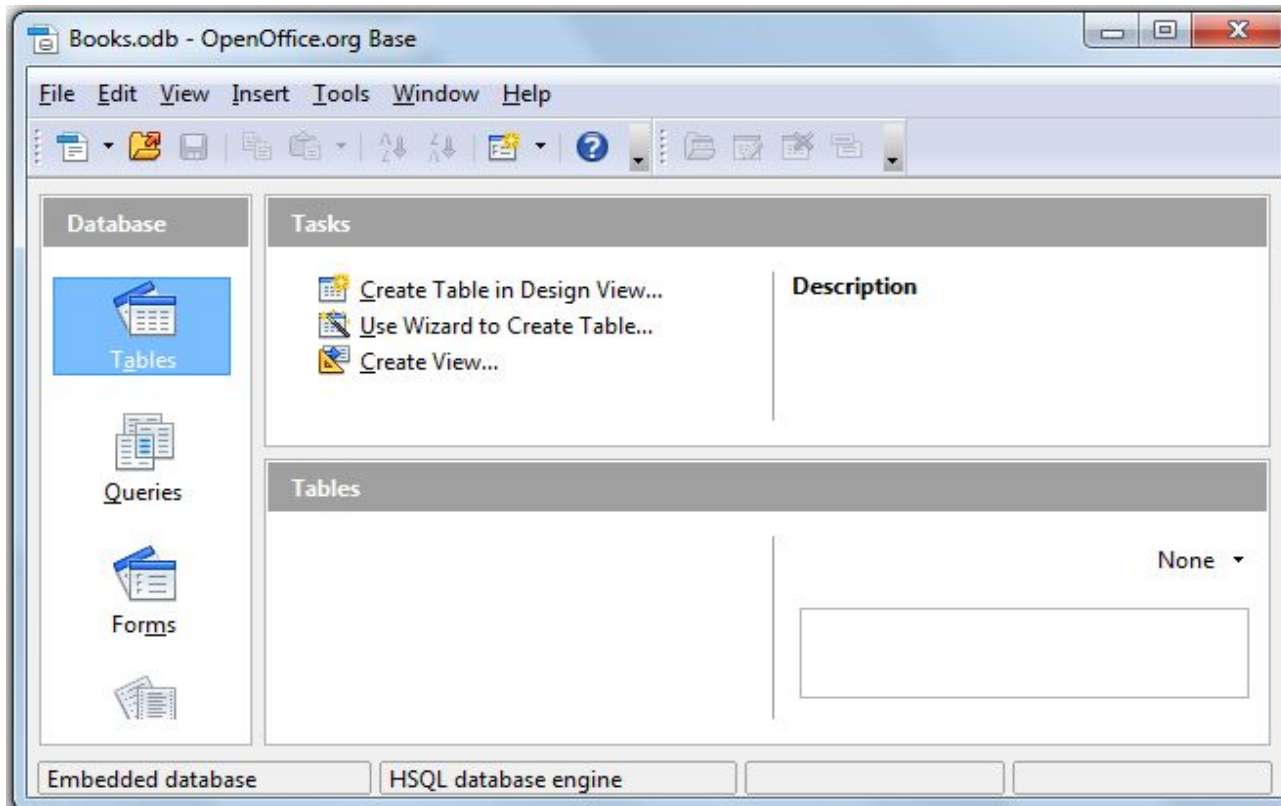 Books.odb - OpenOffice.org Base
File Edit View Insert Tools Window Help
Database
Tables
Queries
Forms
Tasks
Create Table in Design View...
Use Wizard to Create Table...
Create View...
Description
Tables
None
Embedded database
HSQL database engine